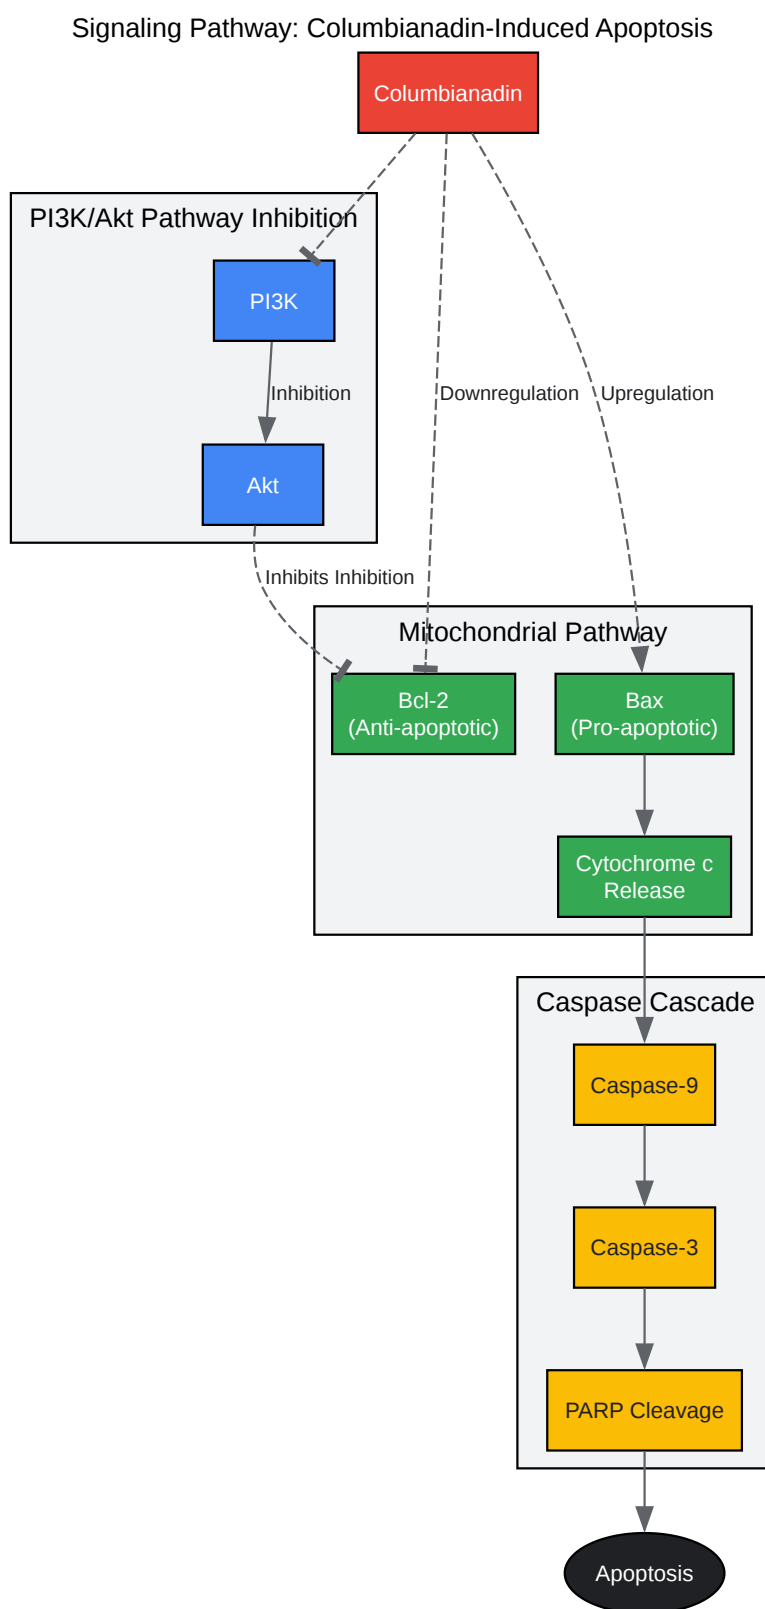 Signaling Pathway: Columbianadin-Induced Apoptosis
Columbianadin
PI3K/Akt Pathway Inhibition
PI3K
Inhibition
Downregulation
Upregulation
Akt
Inhibits Inhibition
Mitochondrial Pathway
Bcl-2
(Anti-apoptotic)
Bax
(Pro-apoptotic)
Cytochrome c
Release
Caspase Cascade
Caspase-9
Caspase-3
PARP Cleavage
Apoptosis